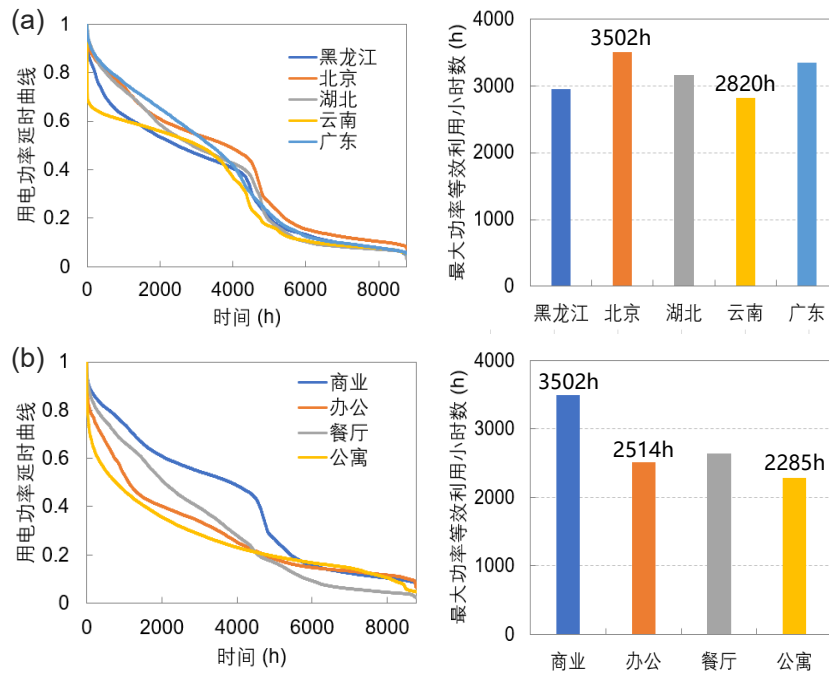 (a)
用电功率延时曲线
1
0.8
0.6
0.4
0.2
0
0
2000
4000
6000
8000
时间 (h)
黑龙江
北京
湖北
云南
广东
最大功率等效利用小时数 (h)
4000
3000
2000
1000
0
3502h
2820h
黑龙江 北京 湖北 云南 广东
(b)
用电功率延时曲线
1
0.8
0.6
0.4
0.2
0
0
2000
4000
6000
8000
时间 (h)
商业
办公
餐厅
公寓
最大功率等效利用小时数 (h)
4000
3000
2000
1000
0
3502h
2514h
2285h
商业 办公 餐厅 公寓